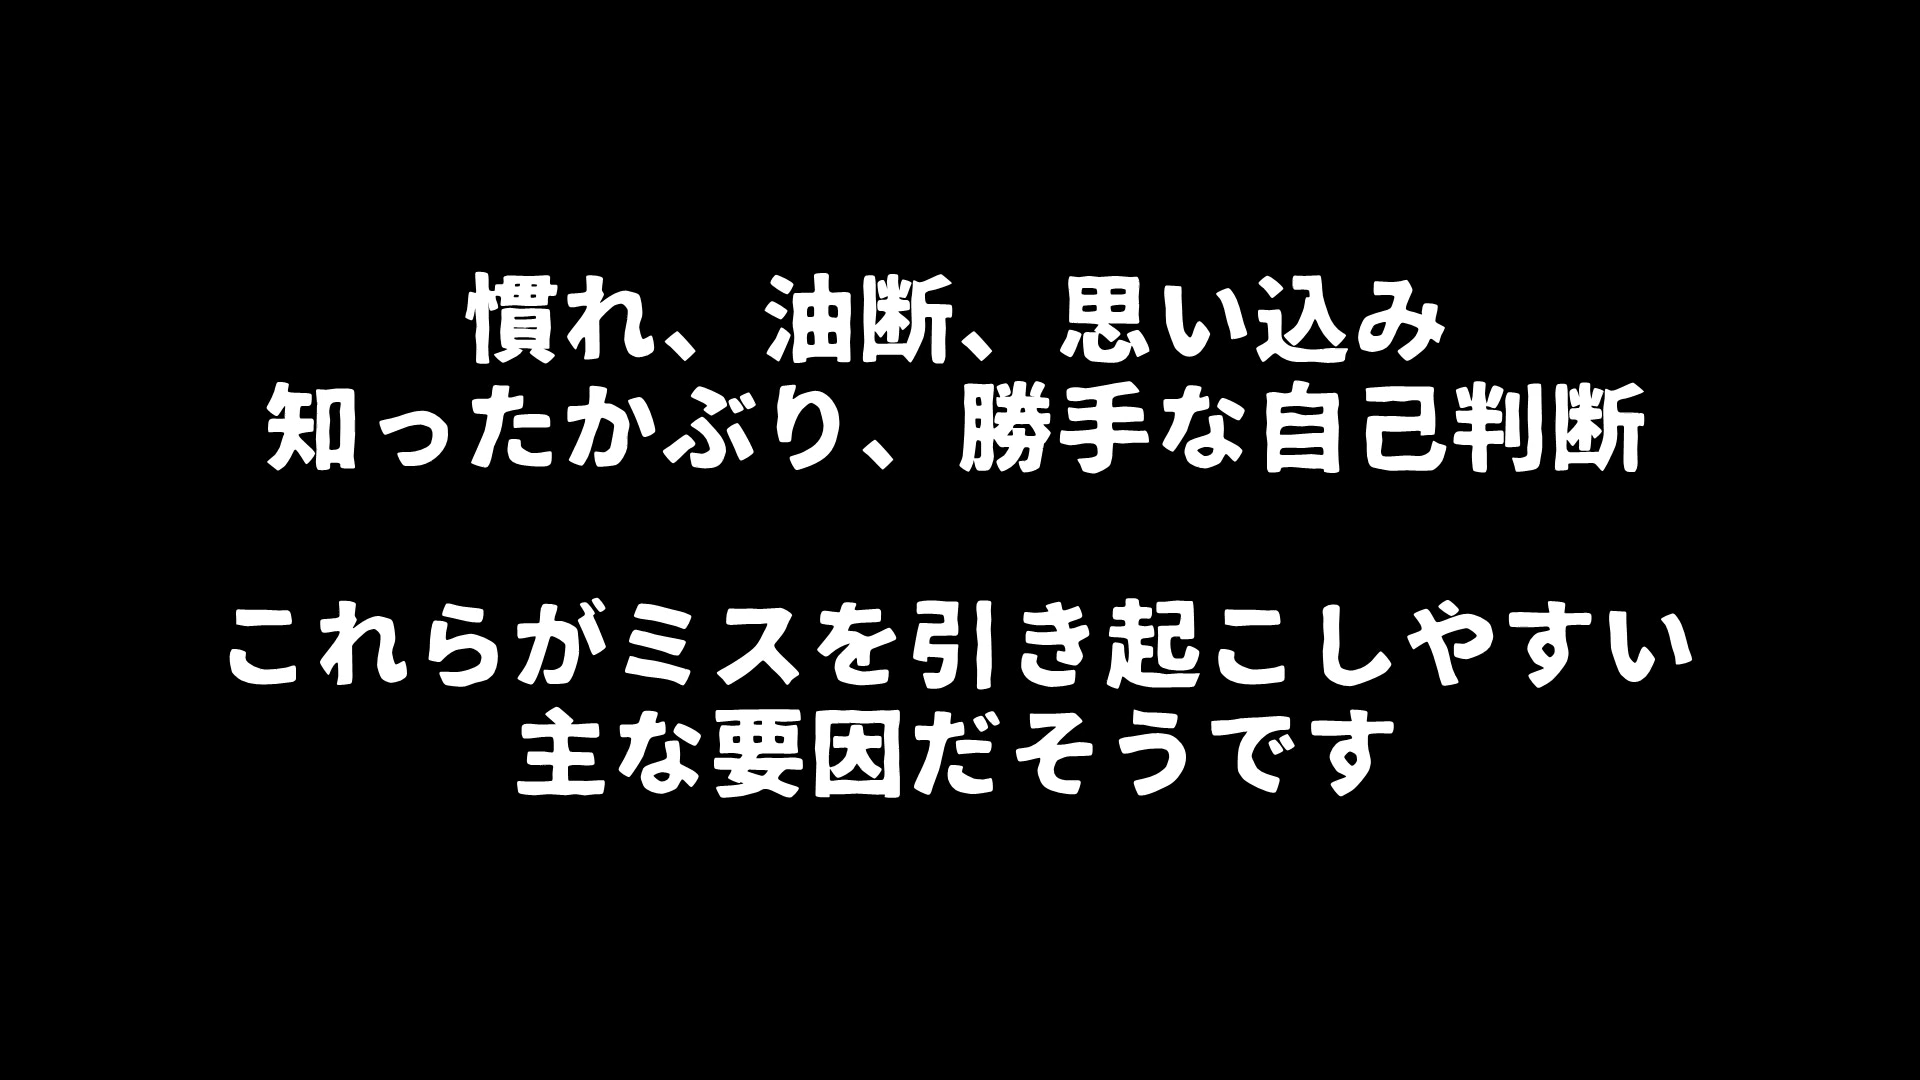 慣れ、油断、思い込み
知ったかぶり、勝手な自己判断
これらがミスを引き起こしやすい
主な要因だそうです